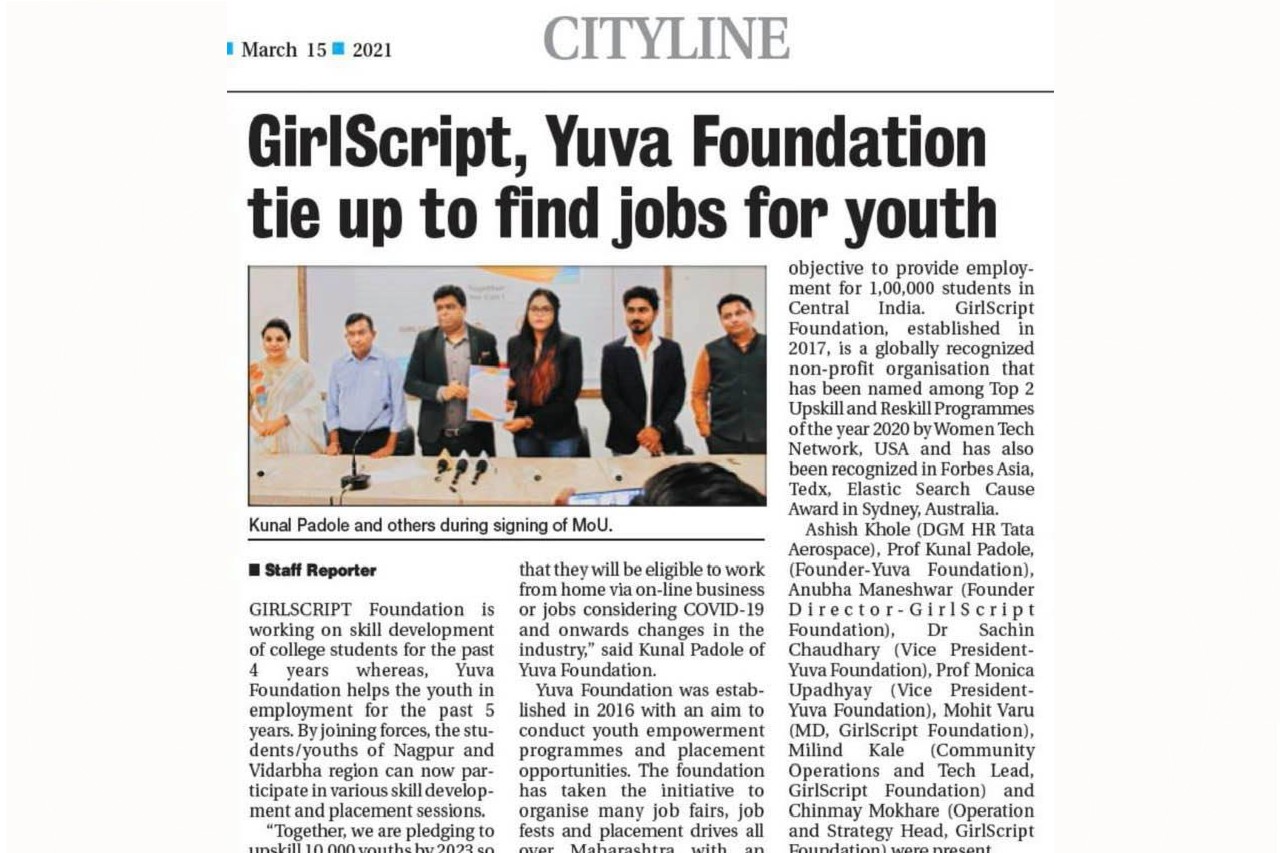 March 15 2021
CITYLINE
GirlScript, Yuva Foundation
tie up to find jobs for youth
Kunal Padole and others during signing of MoU.
Staff Reporter
GIRLSCRIPT Foundation is
working on skill development
of college students for the past
4 years whereas, Yuva
Foundation helps the youth in
employment for the past 5
years. By joining forces, the stu-
dents/youths of Nagpur and
Vidarbha region can now par-
ticipate in various skill develop-
ment and placement sessions.
“Together, we are pledging to
upskill 10,000 youths by 2023 so
that they will be eligible to work
from home via on-line business
or jobs considering COVID-19
and onwards changes in the
industry,” said Kunal Padole of
Yuva Foundation.
Yuva Foundation was estab-
lished in 2016 with an aim to
conduct youth empowerment
programmes and placement
opportunities. The foundation
has taken the initiative to
organise many job fairs, job
fests and placement drives all
over Maharashtra with an
objective to provide employ-
ment for 1,00,000 students in
Central India. GirlScript
Foundation, established in
2017, is a globally recognized
non-profit organisation that
has been named among Top 2
Upskill and Reskill Programmes
of the year 2020 by Women Tech
Network, USA and has also
been recognized in Forbes Asia,
Tedx, Elastic Search Cause
Award in Sydney, Australia.
Ashish Khole (DGM HR Tata
Aerospace), Prof Kunal Padole,
(Founder-Yuva Foundation),
Anubha Maneshwar (Founder
Director-GirlScript
Foundation), Dr Sachin
Chaudhary (Vice President-
Yuva Foundation), Prof Monica
Upadhyay (Vice President-
Yuva Foundation), Mohit Varu
(MD, GirlScript Foundation),
Milind Kale (Community
Operations and Tech Lead,
GirlScript Foundation) and
Chinmay Mokhare (Operation
and Strategy Head, GirlScript
Foundation) were present